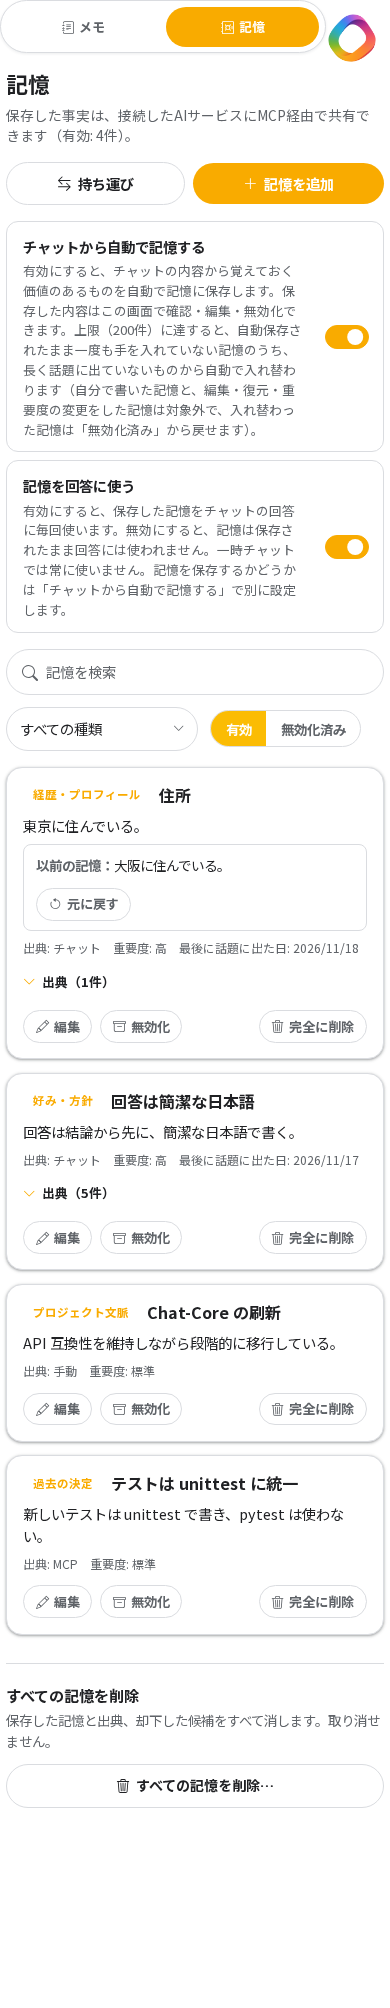 メモ
記憶
記憶
保存した事実は、接続したAIサービスにMCP経由で共有で
きます（有効: 4件）。
持ち運び
記憶を追加
チャットから自動で記憶する
有効にすると、チャットの内容から覚えておく
価値のあるものを自動で記憶に保存します。保
存した内容はこの画面で確認・編集・無効化で
きます。上限（200件）に達すると、自動保存さ
れたまま一度も手を入れていない記憶のうち、
長く話題に出ていないものから自動で入れ替わ
ります（自分で書いた記憶と、編集・復元・重
要度の変更をした記憶は対象外で、入れ替わっ
た記憶は「無効化済み」から戻せます）。
記憶を回答に使う
有効にすると、保存した記憶をチャットの回答
に毎回使います。無効にすると、記憶は保存さ
れたまま回答には使われません。一時チャット
では常に使いません。記憶を保存するかどうか
は「チャットから自動で記憶する」で別に設定
します。
記憶を検索
すべての種類
有効
無効化済み
経歴・プロフィール 住所
東京に住んでいる。
以前の記憶：大阪に住んでいる。
元に戻す
出典: チャット 重要度: 高 最後に話題に出た日: 2026/11/18
出典（1件）
編集
無効化
完全に削除
好み・方針 回答は簡潔な日本語
回答は結論から先に、簡潔な日本語で書く。
出典: チャット 重要度: 高 最後に話題に出た日: 2026/11/17
出典（5件）
編集
無効化
完全に削除
プロジェクト文脈 Chat-Core の刷新
API 互換性を維持しながら段階的に移行している。
出典: 手動 重要度: 標準
編集
無効化
完全に削除
過去の決定 テストは unittest に統一
新しいテストは unittest で書き、pytest は使わな
い。
出典: MCP 重要度: 標準
編集
無効化
完全に削除
すべての記憶を削除
保存した記憶と出典、却下した候補をすべて消します。取り消せ
ません。
すべての記憶を削除…